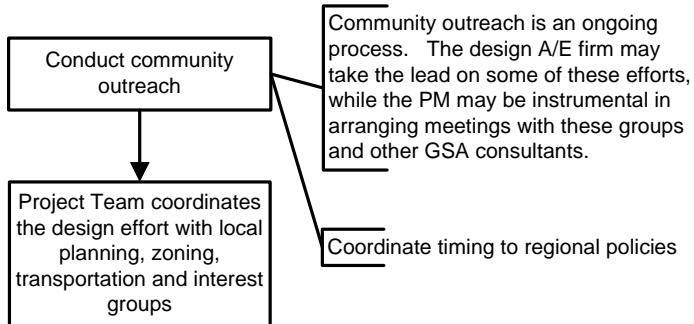 Conduct community
outreach
Community outreach is an ongoing
process.   The design A/E firm may
take the lead on some of these efforts,
while the PM may be instrumental in
arranging meetings with these groups
and other GSA consultants.
Project Team coordinates
the design effort with local
planning, zoning,
transportation and interest
groups
Coordinate timing to regional policies